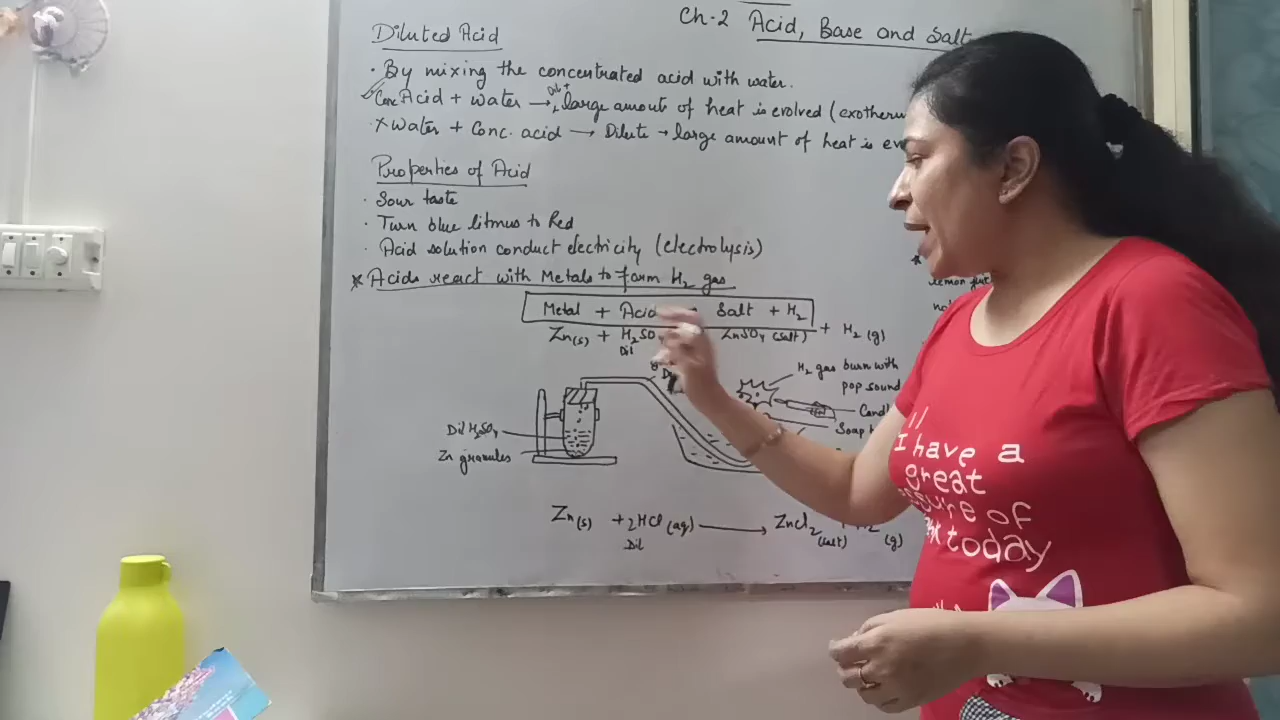 Ch-2 Acid, Base and Salt
Diluted Acid
· By mixing the concentrated acid with water.
Conc Acid + water → large amount of heat is evolved (exotherm
X Water + Conc. acid → Dilute → large amount of heat is ev
Properties of Acid
· Sour taste
· Turn blue litmus to Red
· Acid solution conduct electricity (electrolysis)
* Acids react with Metals to form H₂ gas
Metal + Acid Salt + H₂
Zn(s) + H₂SO₄ ZnSO₄ (salt) + H₂ (g)
Dil
H₂ gas burn with
pop sound
Dil H₂SO₄
Zn granules
Soap
Zn(s) + 2HCl (aq) → ZnCl₂ + H₂
Dil (salt) (g)
*
I have a
great
of
today